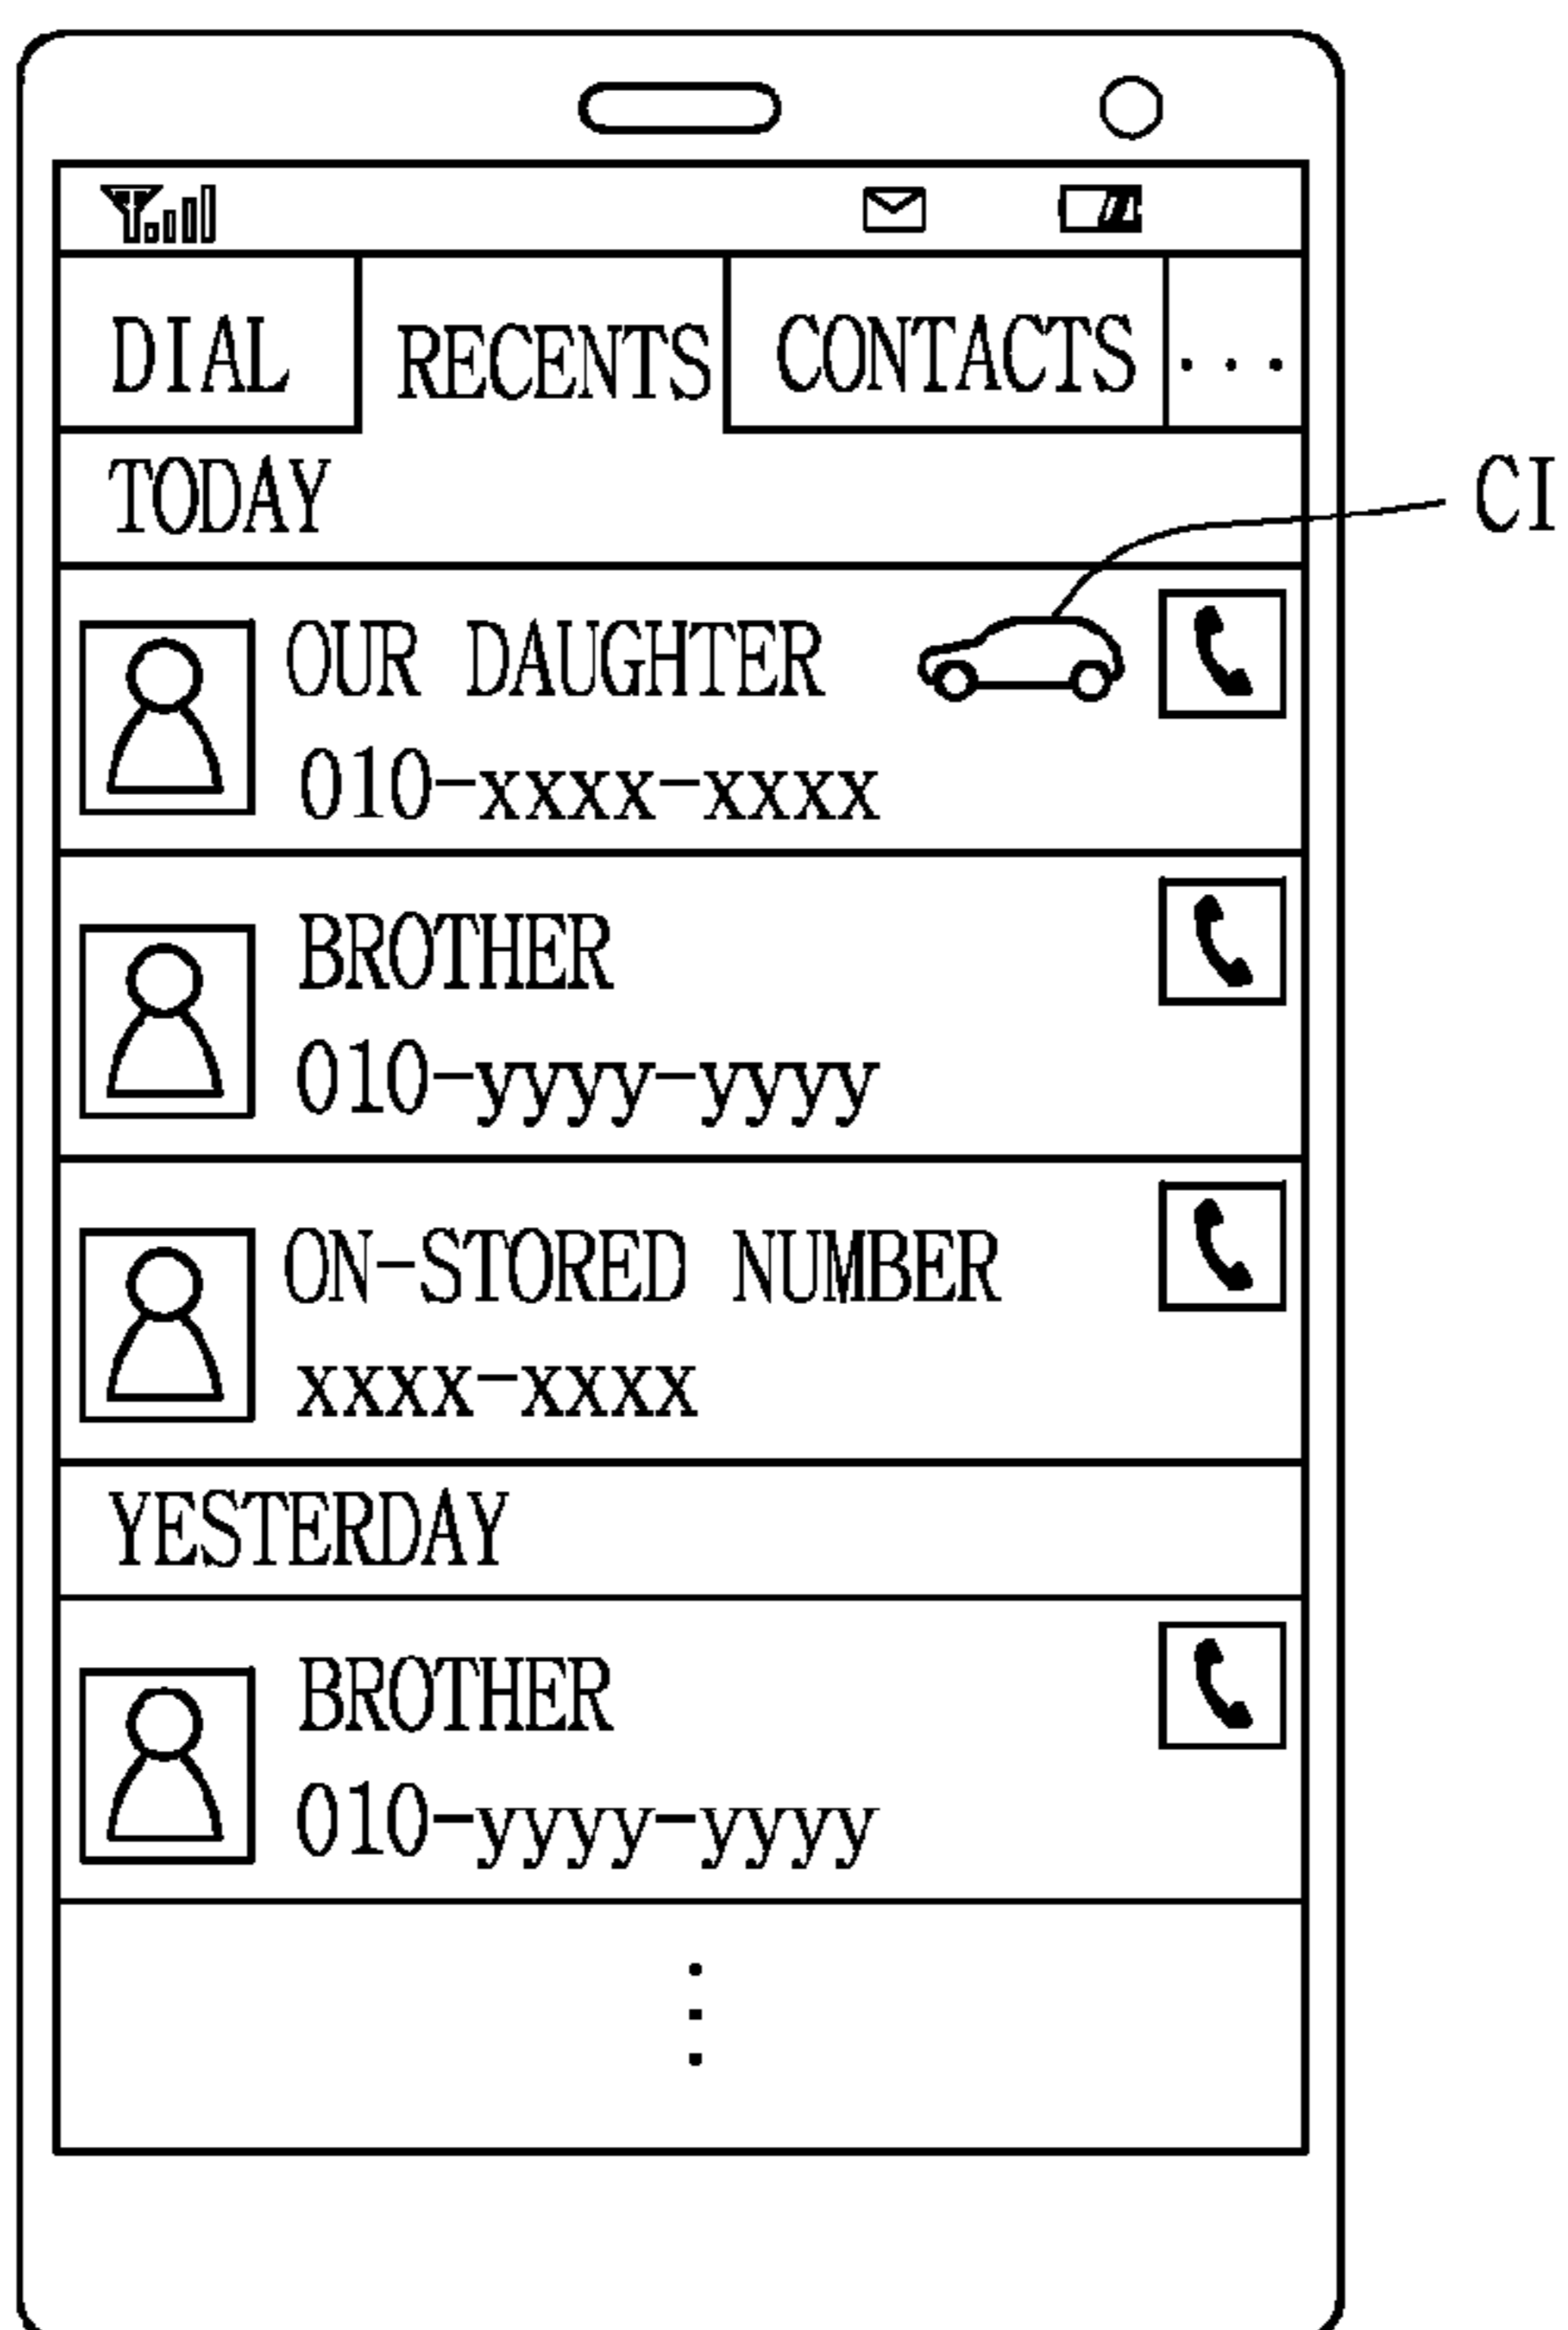 DIAL RECENTS CONTACTS ...
TODAY
CI
OUR DAUGHTER
010-xxxx-xxxx
BROTHER
010-yyyy-yyyy
ON-STORED NUMBER
xxxx-xxxx
YESTERDAY
BROTHER
010-yyyy-yyyy